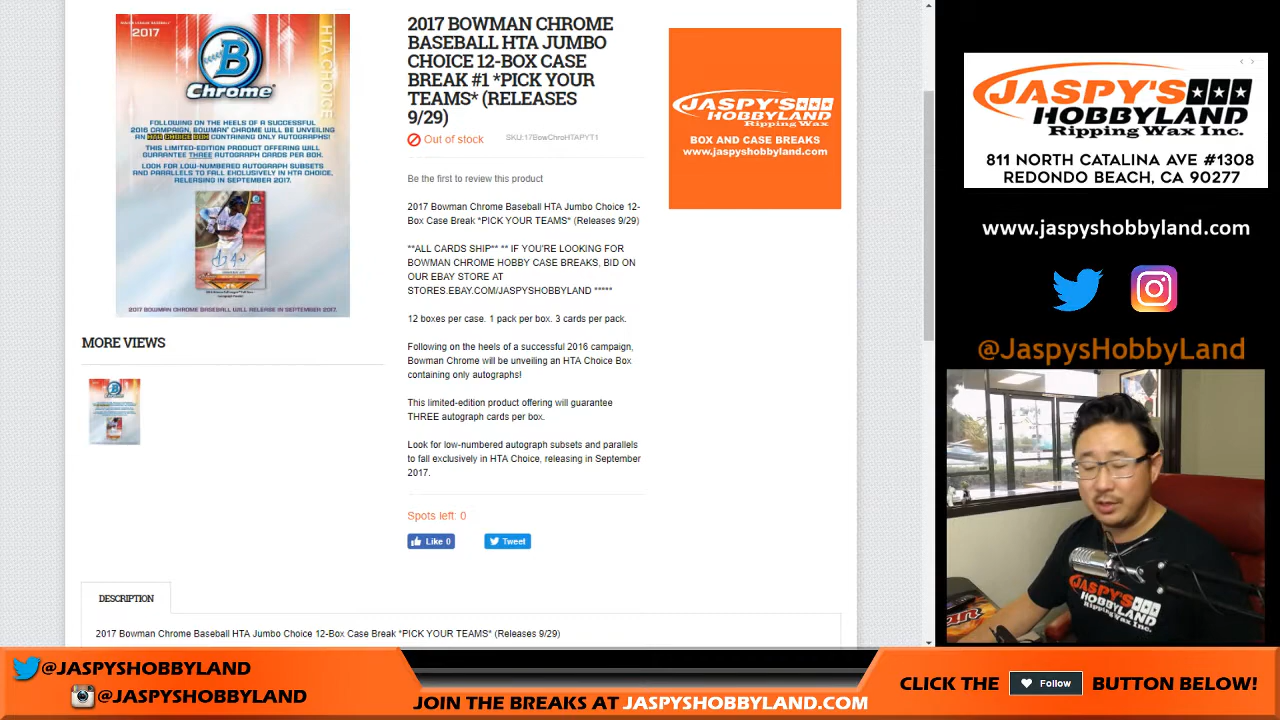 MAJOR LEAGUE BASEBALL
2017
HTA CHOICE
B
Chrome
FOLLOWING ON THE HEELS OF A SUCCESSFUL
2016 CAMPAIGN, BOWMAN CHROME WILL BE UNVEILING
AN HTA CHOICE BOX CONTAINING ONLY AUTOGRAPHS!
THIS LIMITED-EDITION PRODUCT OFFERING WILL
GUARANTEE THREE AUTOGRAPH CARDS PER BOX.
LOOK FOR LOW-NUMBERED AUTOGRAPH SUBSETS
AND PARALLELS TO FALL EXCLUSIVELY IN HTA CHOICE,
RELEASING IN SEPTEMBER 2017.
2017 BOWMAN CHROME BASEBALL WILL RELEASE IN SEPTEMBER 2017.
MORE VIEWS
2017 BOWMAN CHROME
BASEBALL HTA JUMBO
CHOICE 12-BOX CASE
BREAK #1 *PICK YOUR
TEAMS* (RELEASES
9/29)
Out of stock
SKU:17BowChroHTAPYT1
Be the first to review this product
2017 Bowman Chrome Baseball HTA Jumbo Choice 12-
Box Case Break *PICK YOUR TEAMS* (Releases 9/29)
**ALL CARDS SHIP** ** IF YOU'RE LOOKING FOR
BOWMAN CHROME HOBBY CASE BREAKS, BID ON
OUR EBAY STORE AT
STORES.EBAY.COM/JASPYSHOBBYLAND *****
12 boxes per case. 1 pack per box. 3 cards per pack.
Following on the heels of a successful 2016 campaign,
Bowman Chrome will be unveiling an HTA Choice Box
containing only autographs!
This limited-edition product offering will guarantee
THREE autograph cards per box.
Look for low-numbered autograph subsets and parallels
to fall exclusively in HTA Choice, releasing in September
2017.
Spots left: 0
Like 0
Tweet
DESCRIPTION
2017 Bowman Chrome Baseball HTA Jumbo Choice 12-Box Case Break *PICK YOUR TEAMS* (Releases 9/29)
JASPY'S
HOBBYLAND
Ripping Wax
BOX AND CASE BREAKS
www.jaspyshobbyland.com
JASPY'S
HOBBYLAND
Ripping Wax Inc.
811 NORTH CATALINA AVE #1308
REDONDO BEACH, CA 90277
www.jaspyshobbyland.com
@JaspysHobbyLand
JASPY'S
HOBBYLAND
Ripping Wax Inc.
@JASPYSHOBBYLAND
@JASPYSHOBBYLAND
JOIN THE BREAKS AT JASPYSHOBBYLAND.COM
CLICK THE Follow BUTTON BELOW!